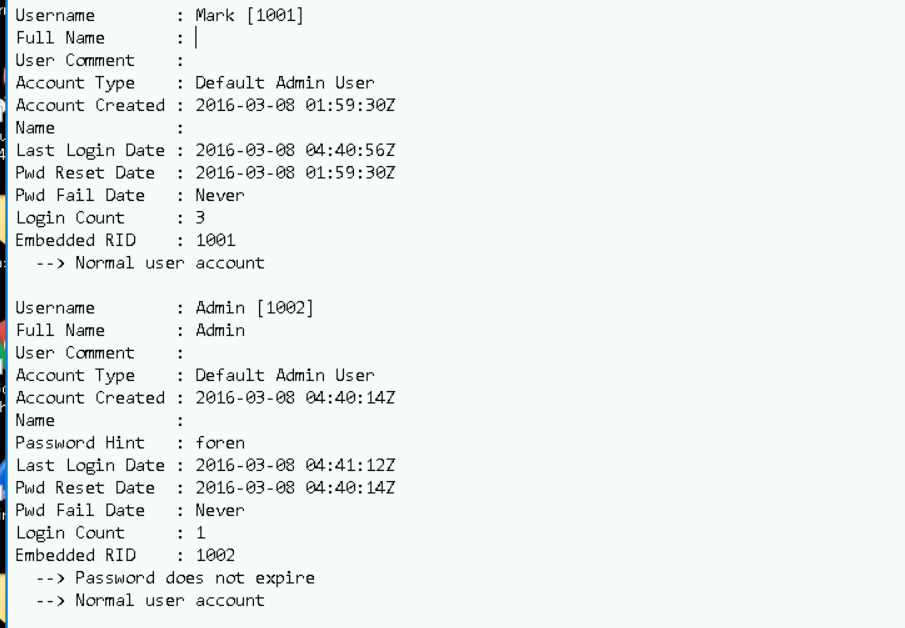 Username        : Mark [1001]
Full Name       :
User Comment    :
Account Type    : Default Admin User
Account Created : 2016-03-08 01:59:30Z
Name            :
Last Login Date : 2016-03-08 04:40:56Z
Pwd Reset Date  : 2016-03-08 01:59:30Z
Pwd Fail Date   : Never
Login Count     : 3
Embedded RID    : 1001
  --> Normal user account

Username        : Admin [1002]
Full Name       : Admin
User Comment    :
Account Type    : Default Admin User
Account Created : 2016-03-08 04:40:14Z
Name            :
Password Hint   : foren
Last Login Date : 2016-03-08 04:41:12Z
Pwd Reset Date  : 2016-03-08 04:40:14Z
Pwd Fail Date   : Never
Login Count     : 1
Embedded RID    : 1002
  --> Password does not expire
  --> Normal user account